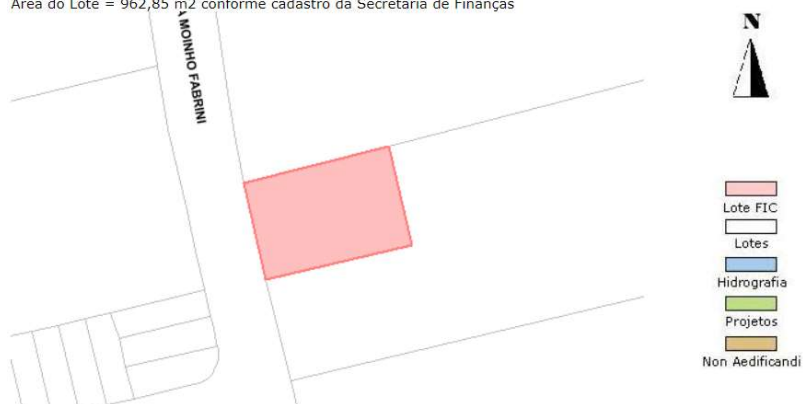 Área do Lote = 962,85 m2 conforme cadastro da Secretaria de Finanças
MOINHO FABRINI
N
Lote FIC
Lotes
Hidrografia
Projetos
Non Aedificandi